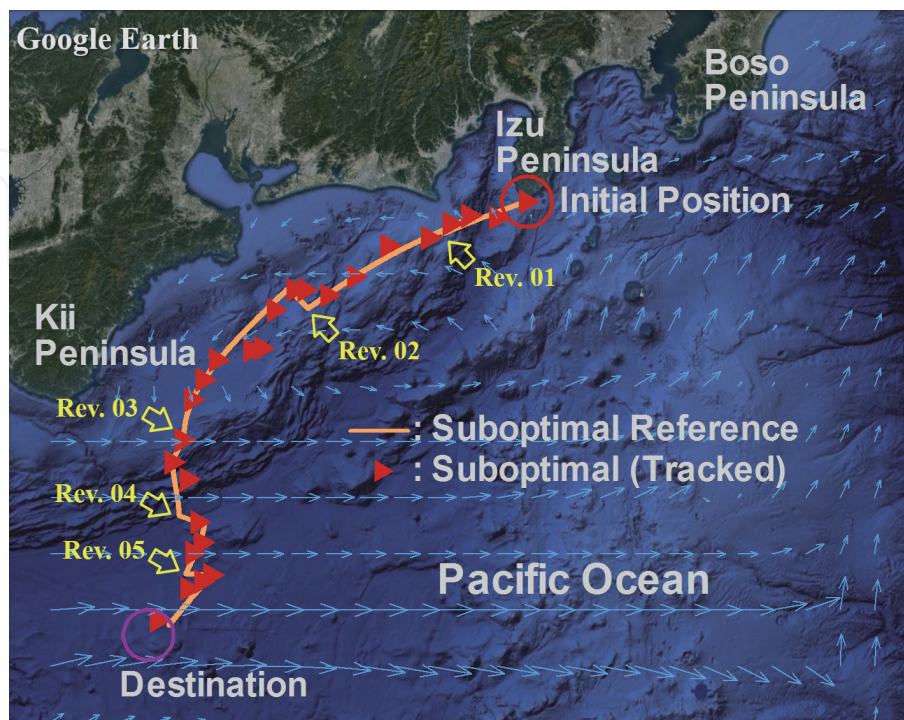 Google Earth
Boso
Peninsula
Izu
Peninsula
Initial Position
Rev. 01
Kii
Peninsula
Rev. 02
Rev. 03
: Suboptimal Reference
: Suboptimal (Tracked)
Rev. 04
Rev. 05
Pacific Ocean
Destination